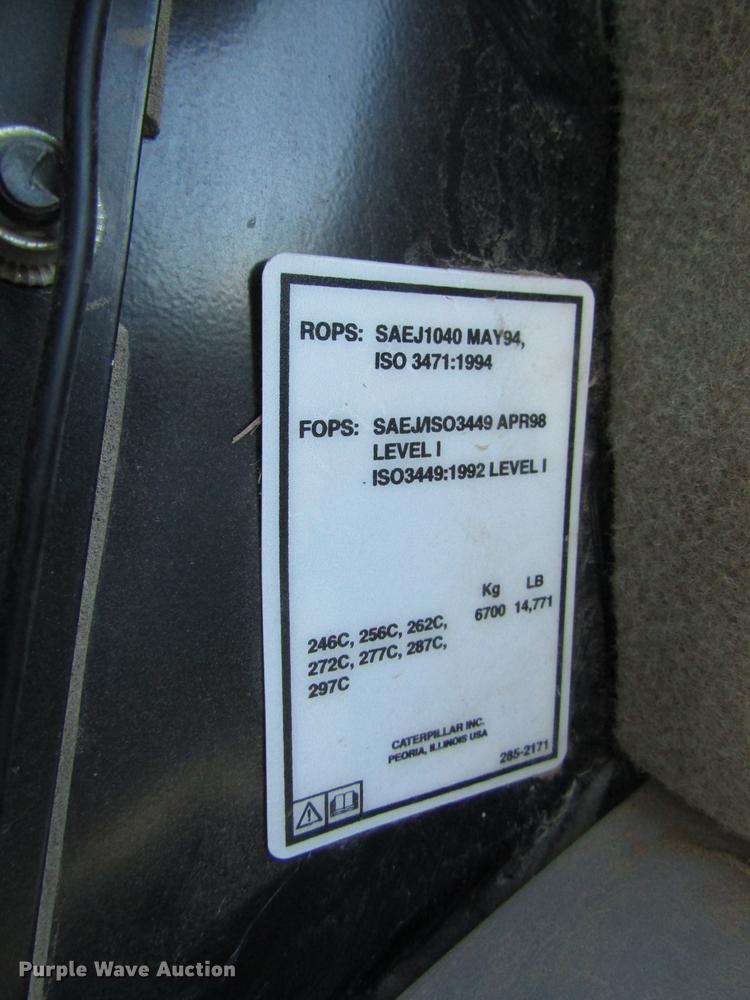 ROPS: SAEJ1040 MAY94,
ISO 3471:1994
FOPS: SAEJ/ISO3449 APR98
LEVEL I
ISO3449:1992 LEVEL I
Kg LB
246C, 256C, 262C, 6700 14,771
272C, 277C, 287C,
297C
CATERPILLAR INC.
PEORIA, ILLINOIS USA
285-2171
Purple Wave Auction